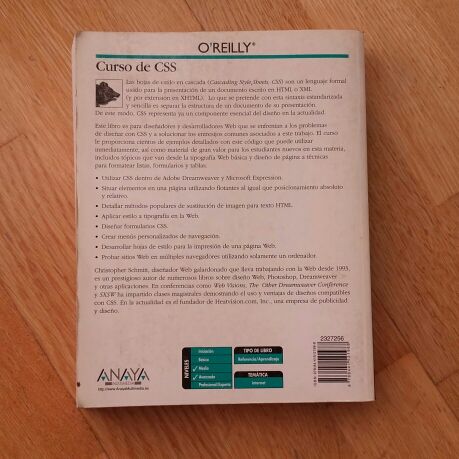 O'REILLY®
Curso de CSS
Las hojas de estilo en cascada (Cascading Style Sheets, CSS) son un lenguaje formal
usado para la presentación de un documento escrito en HTML o XML
(y por extensión en XHTML). Lo que se pretende con esta sintaxis estandarizada
y sencilla es separar la estructura de un documento de su presentación.
De este modo, CSS representa ya un componente esencial del diseño en la actualidad.
Este libro es para diseñadores y desarrolladores Web que se enfrentan a los problemas
de diseñar con CSS y a solucionar los enmiojos comunes asociados a este trabajo. El curso
le proporciona cientos de ejemplos detallados con este código que puede utilizar
inmediatamente, así como material de gran valor para los estudiantes nuevos en esta materia,
incluidos tópicos que van desde la tipografía Web básica y diseño de página a técnicas
para formatear listas, formularios y tablas:
• Utilizar CSS dentro de Adobe Dreamweaver y Microsoft Expression.
• Situar elementos en una página utilizando flotantes al igual que posicionamiento absoluto
y relativo.
• Detallar métodos populares de sustitución de imagen para texto HTML.
• Aplicar estilo a tipografía en la Web.
• Diseñar formularios CSS.
• Crear menús personalizados de navegación.
• Desarrollar hojas de estilo para la impresión de una página Web.
• Probar sitios Web en múltiples navegadores utilizando solamente un ordenador.
Christopher Schmitt, diseñador Web galardonado que lleva trabajando con la Web desde 1993,
es un prestigioso autor de numerosos libros sobre diseño Web, Photoshop, Dreamweaver
y otras aplicaciones. En conferencias como Web Visions, The Other Dreamweaver Conference
y SXSW ha impartido clases magistrales demostrando el uso y ventajas de diseños compatibles
con CSS. En la actualidad es el fundador de Heatvision.com, Inc., una empresa de publicidad
y diseño.
2327256
NIVELES
Iniciación
Básico
✓ Medio
✓ Avanzado
Profesional/Experto
TIPO DE LIBRO
Referencia/Aprendizaje
TEMÁTICA
Internet
ANAYA
MULTIMEDIA
http://www.AnayaMultimedia.es